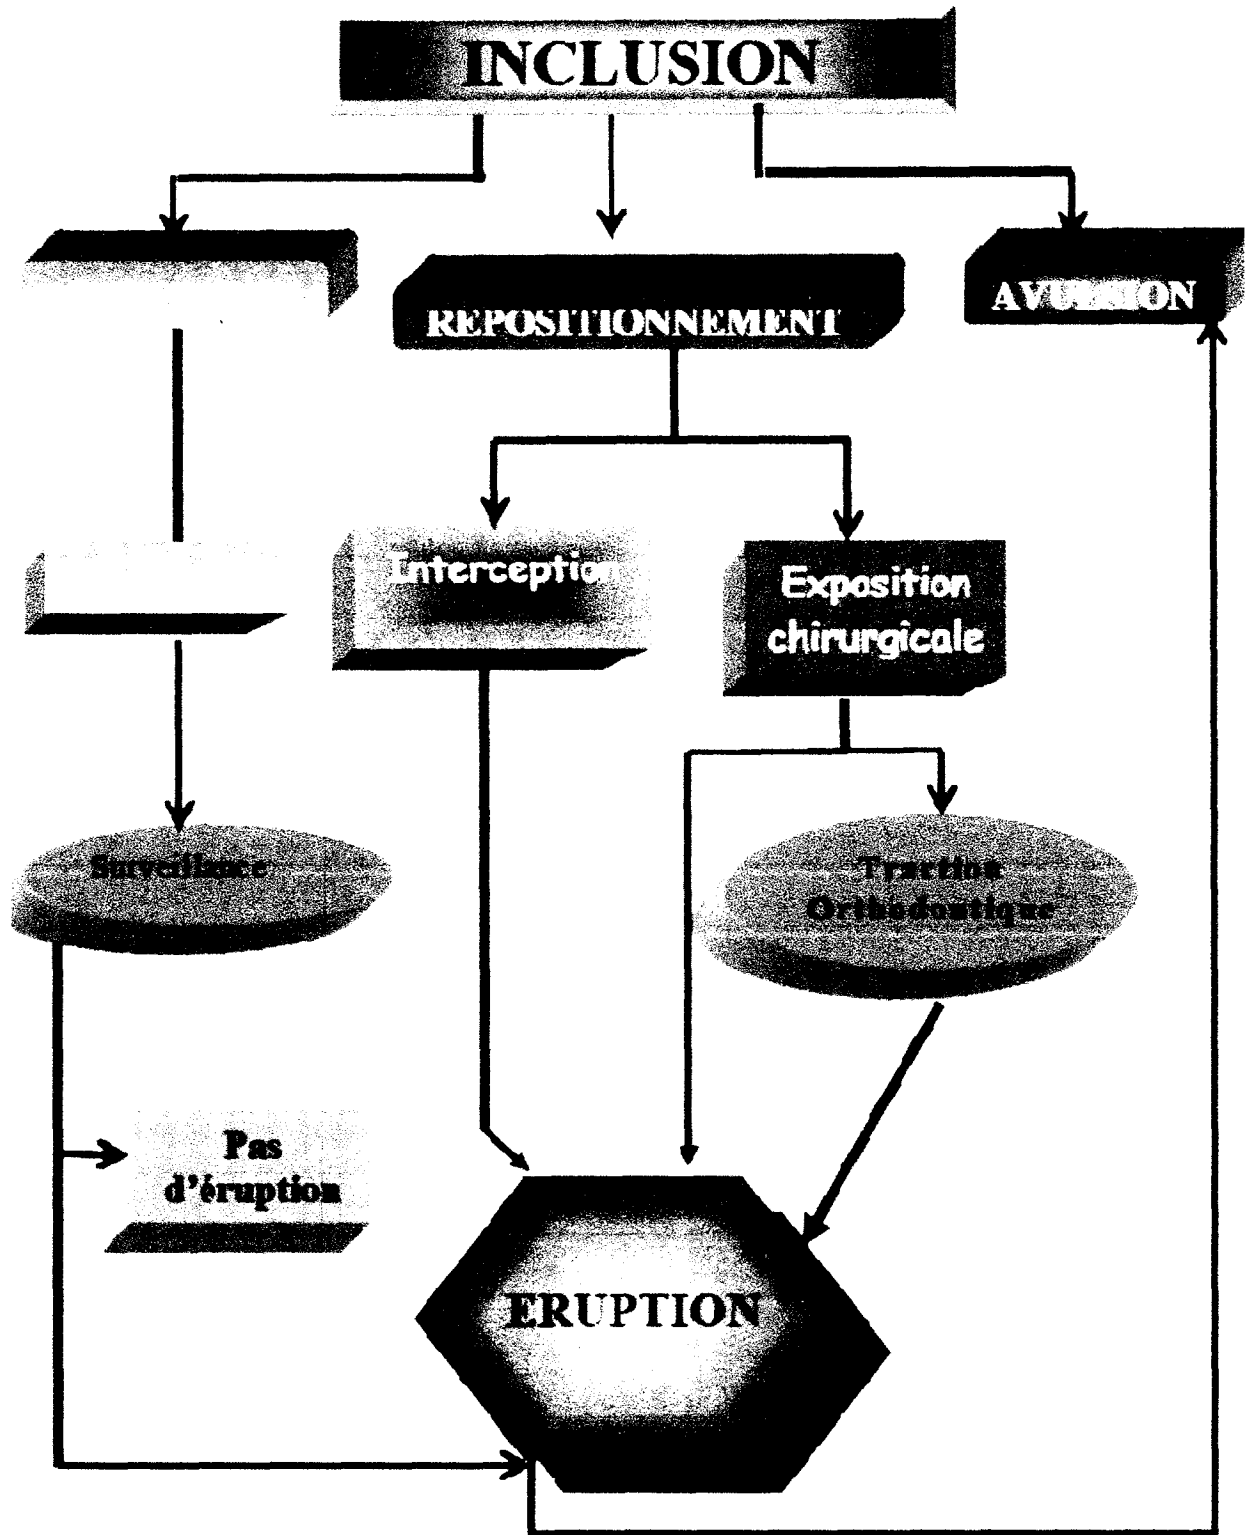 INCLUSION
REPOSITIONNEMENT
AVULSION
Interception
Exposition
chirurgicale
Surveillance
Traction
Orthodontique
Pas
d'éruption
ERUPTION